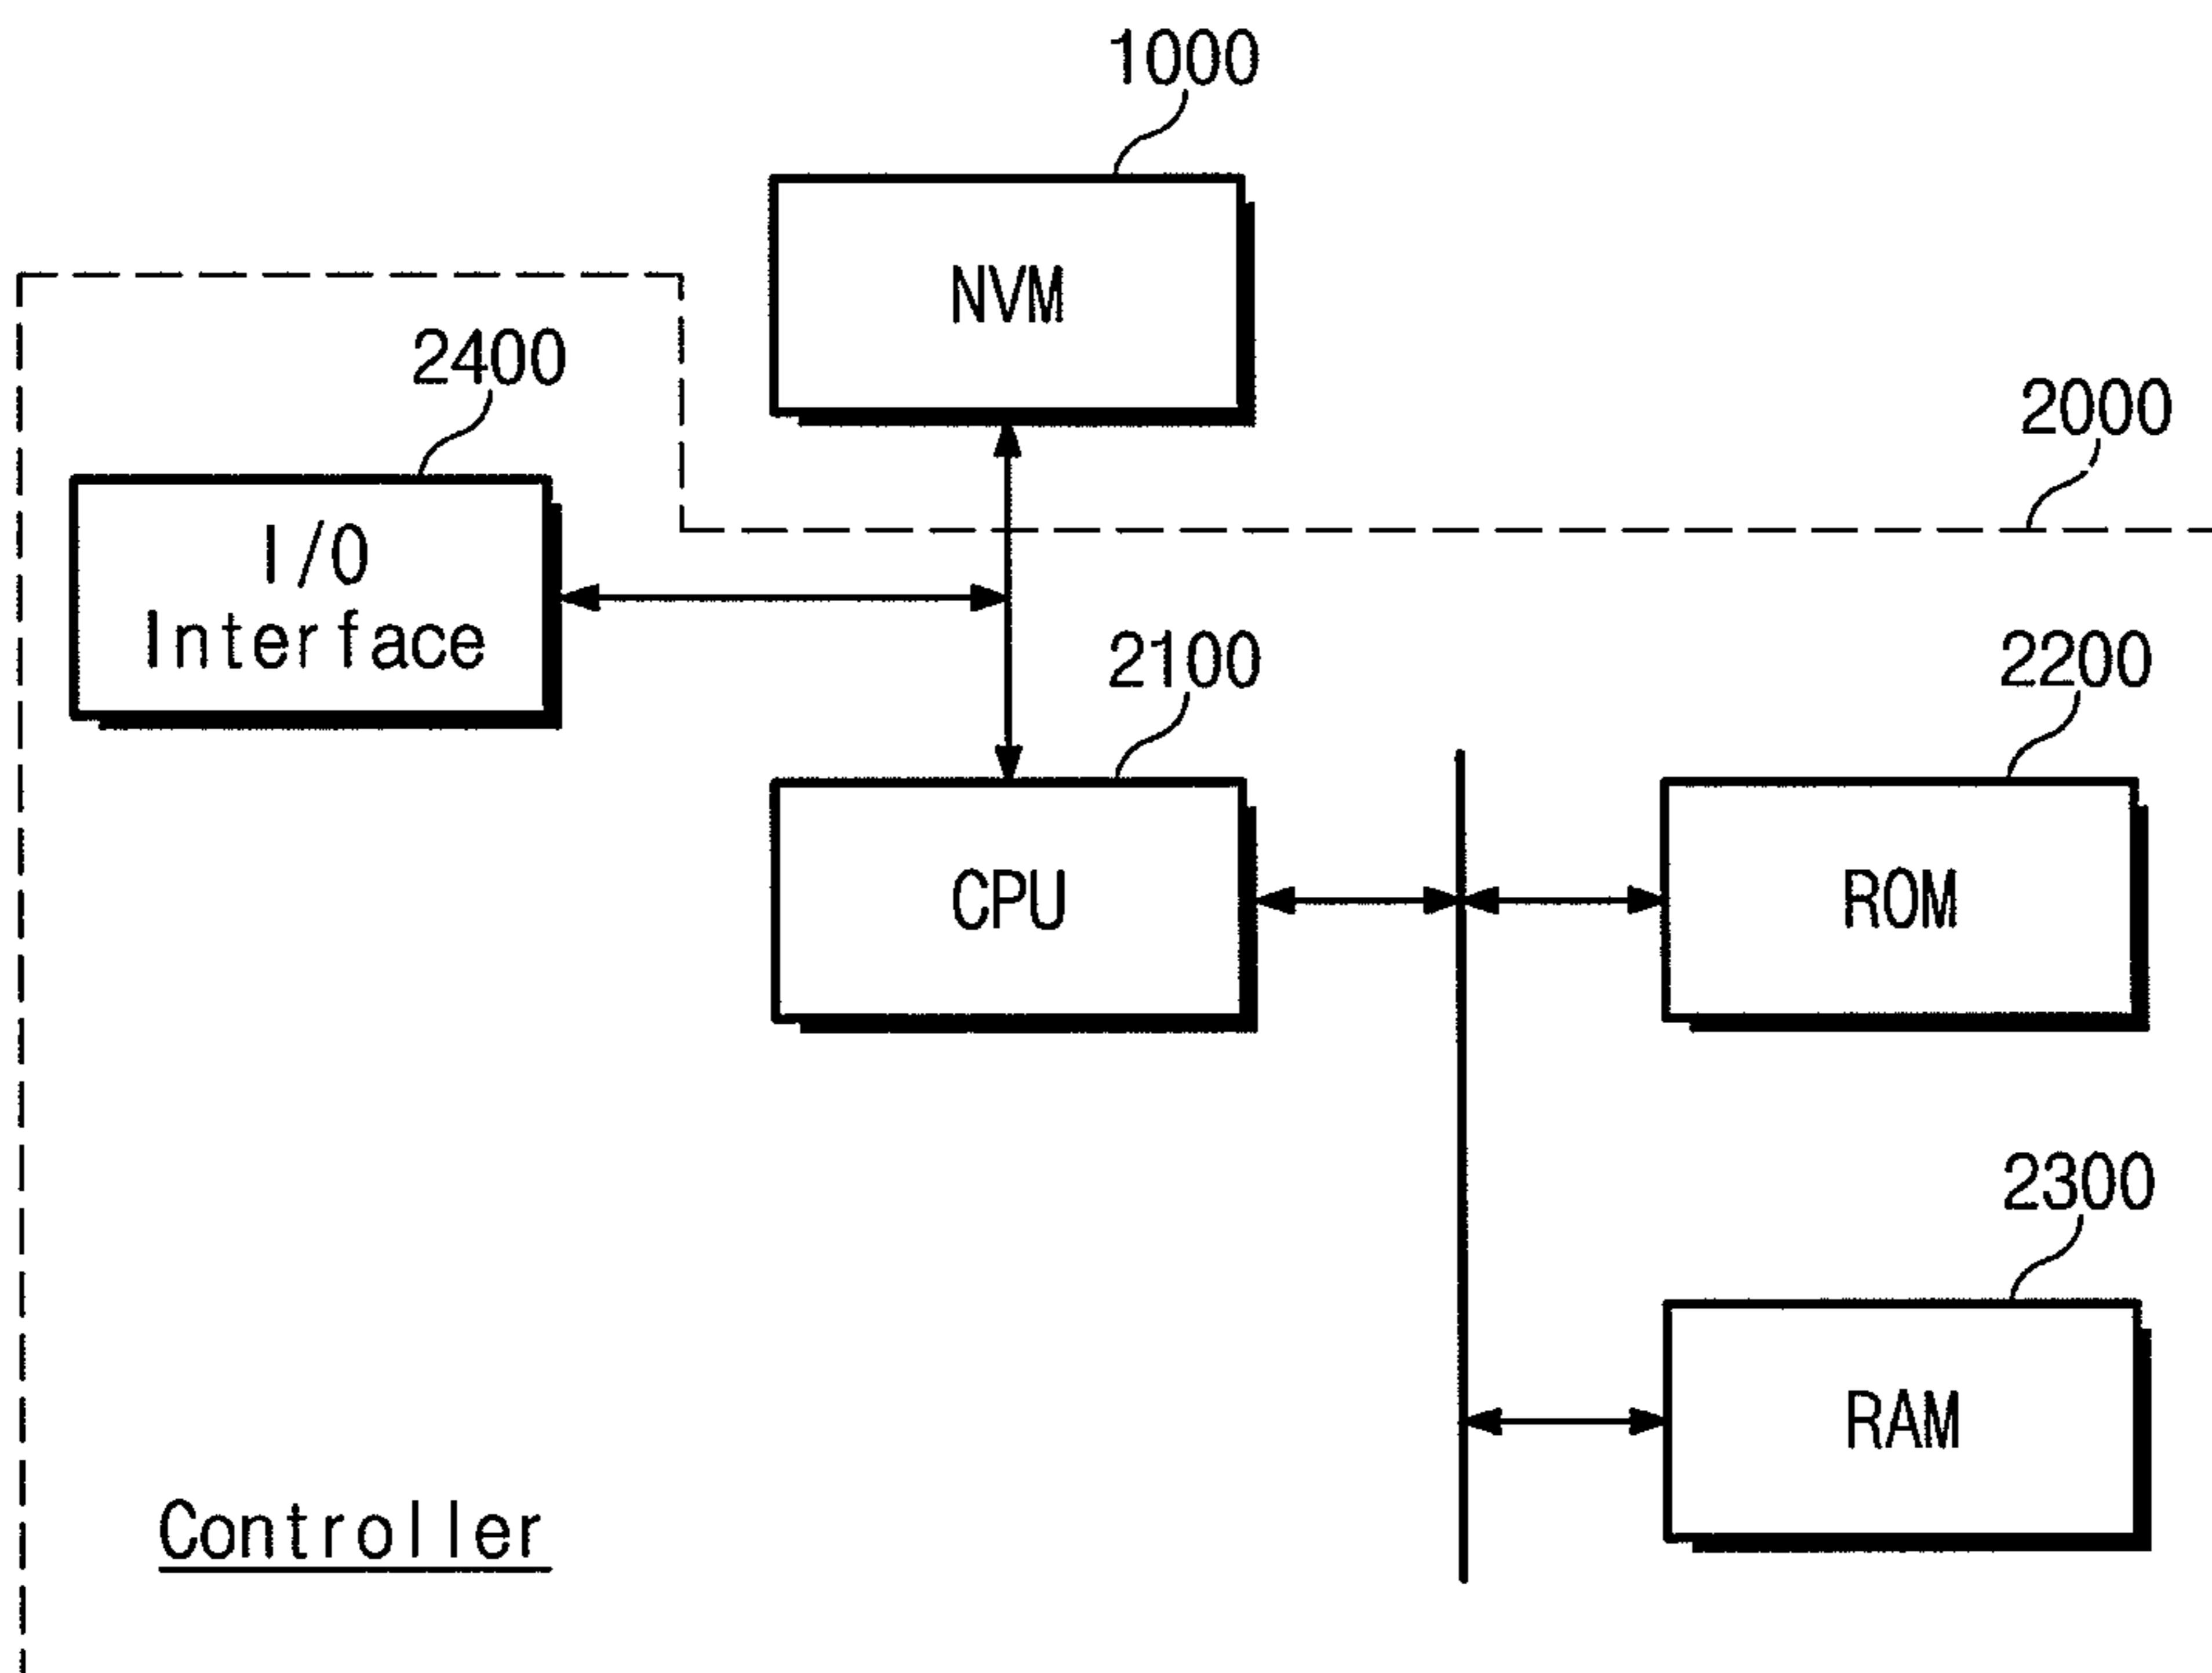 1000
NVM
2400
2000
I/O
Interface
2100
2200
CPU
ROM
2300
RAM
Controller